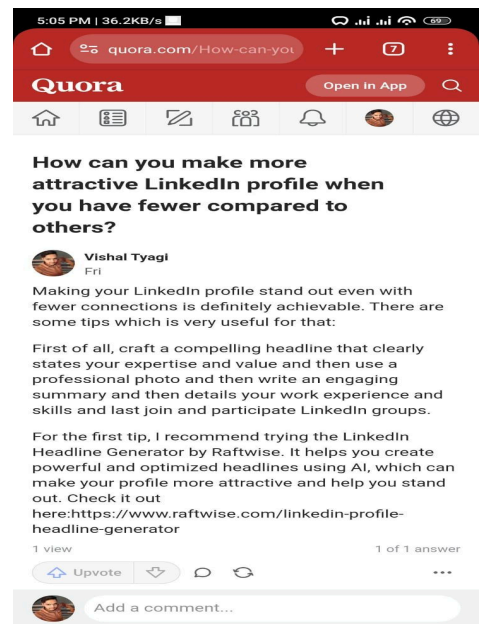 5:05 PM | 36.2KB/s
69
quora.com/How-can-you
7
Quora
Open in App
How can you make more
attractive LinkedIn profile when
you have fewer compared to
others?
Vishal Tyagi
Fri
Making your LinkedIn profile stand out even with
fewer connections is definitely achievable. There are
some tips which is very useful for that:
First of all, craft a compelling headline that clearly
states your expertise and value and then use a
professional photo and then write an engaging
summary and then details your work experience and
skills and last join and participate LinkedIn groups.
For the first tip, I recommend trying the LinkedIn
Headline Generator by Raftwise. It helps you create
powerful and optimized headlines using AI, which can
make your profile more attractive and help you stand
out. Check it out
here:https://www.raftwise.com/linkedin-profile-
headline-generator
1 view
1 of 1 answer
Upvote
Add a comment...